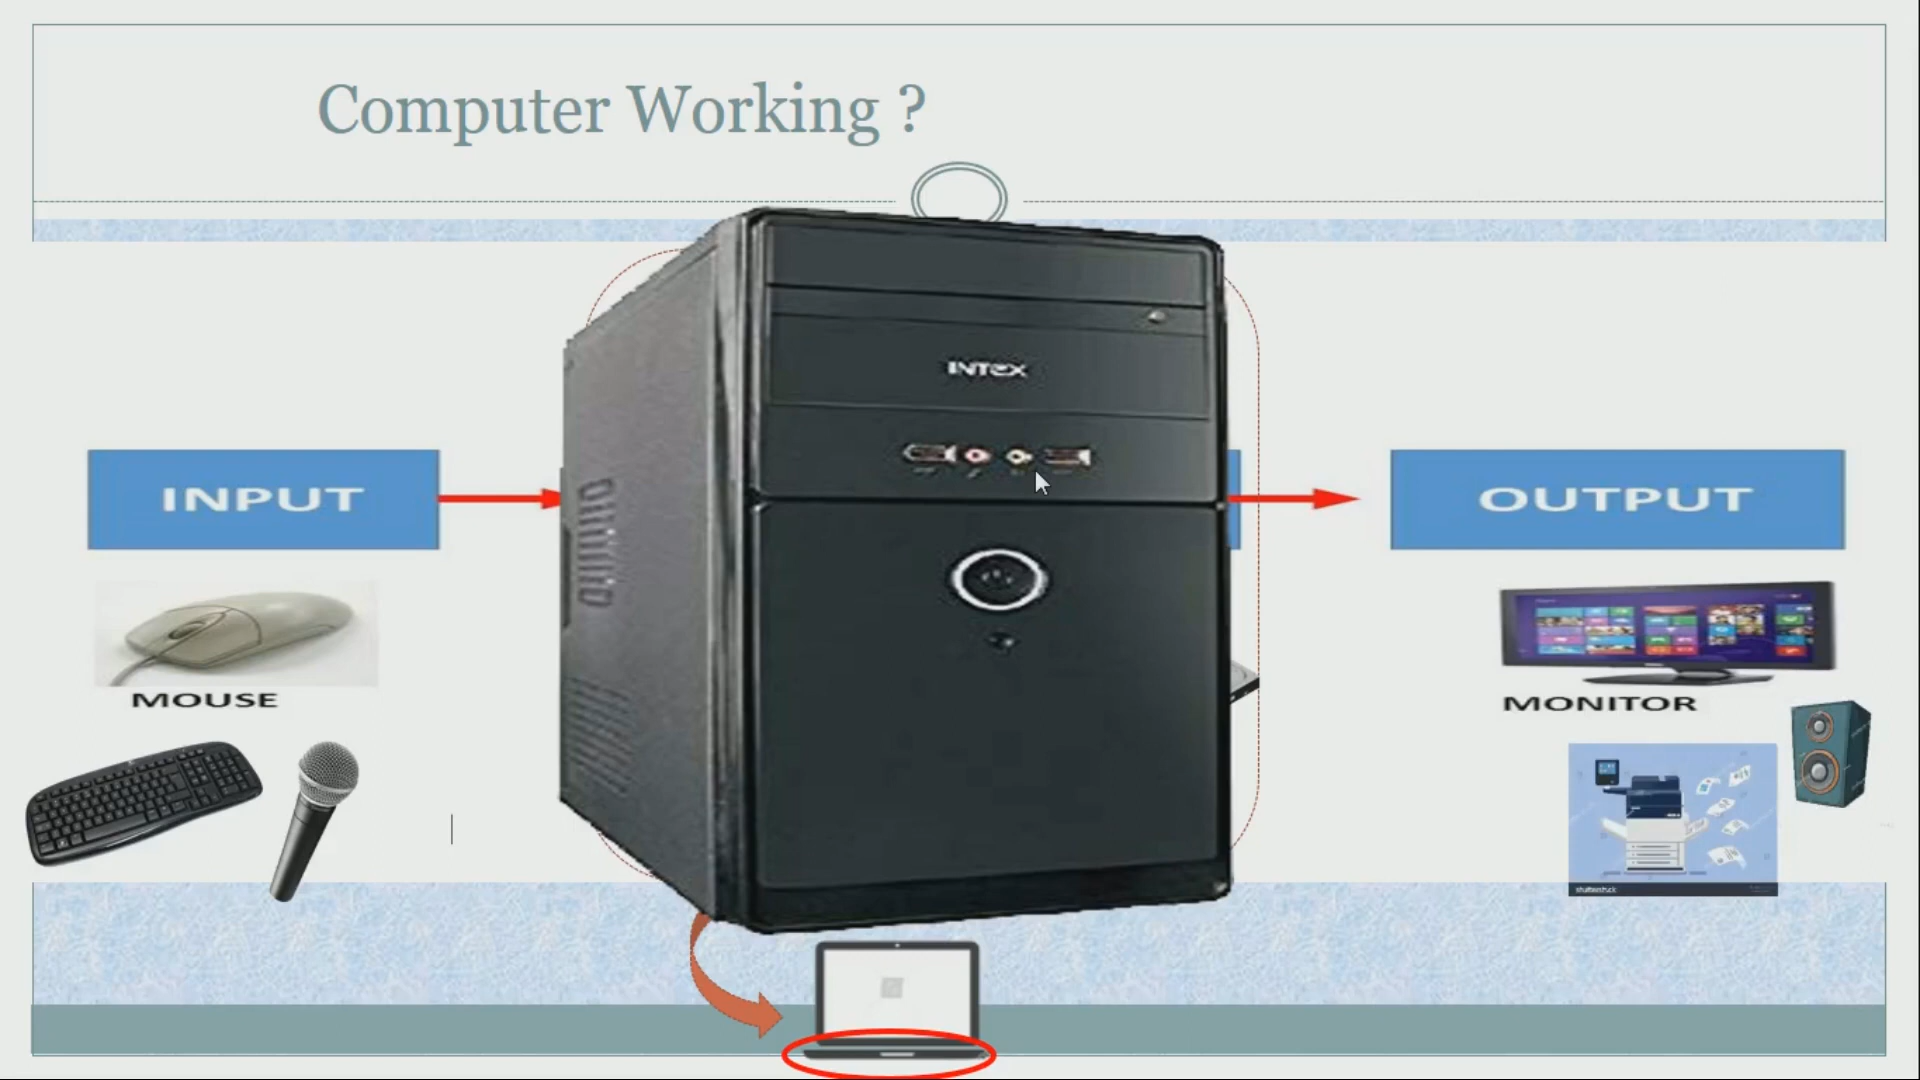 Computer Working ?
INTEX
INPUT
OUTPUT
MOUSE
MONITOR